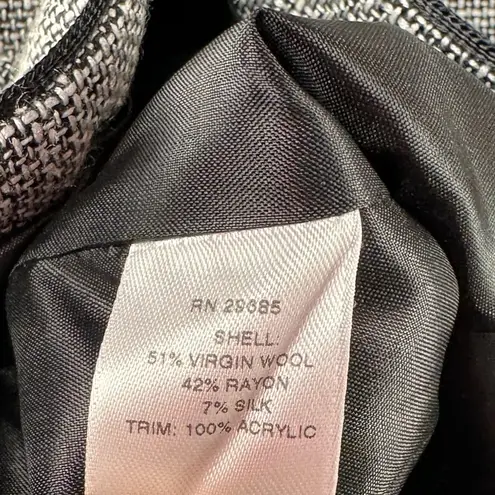 RN 29685
SHELL:
51% VIRGIN WOOL
42% RAYON
7% SILK
TRIM: 100% ACRYLIC